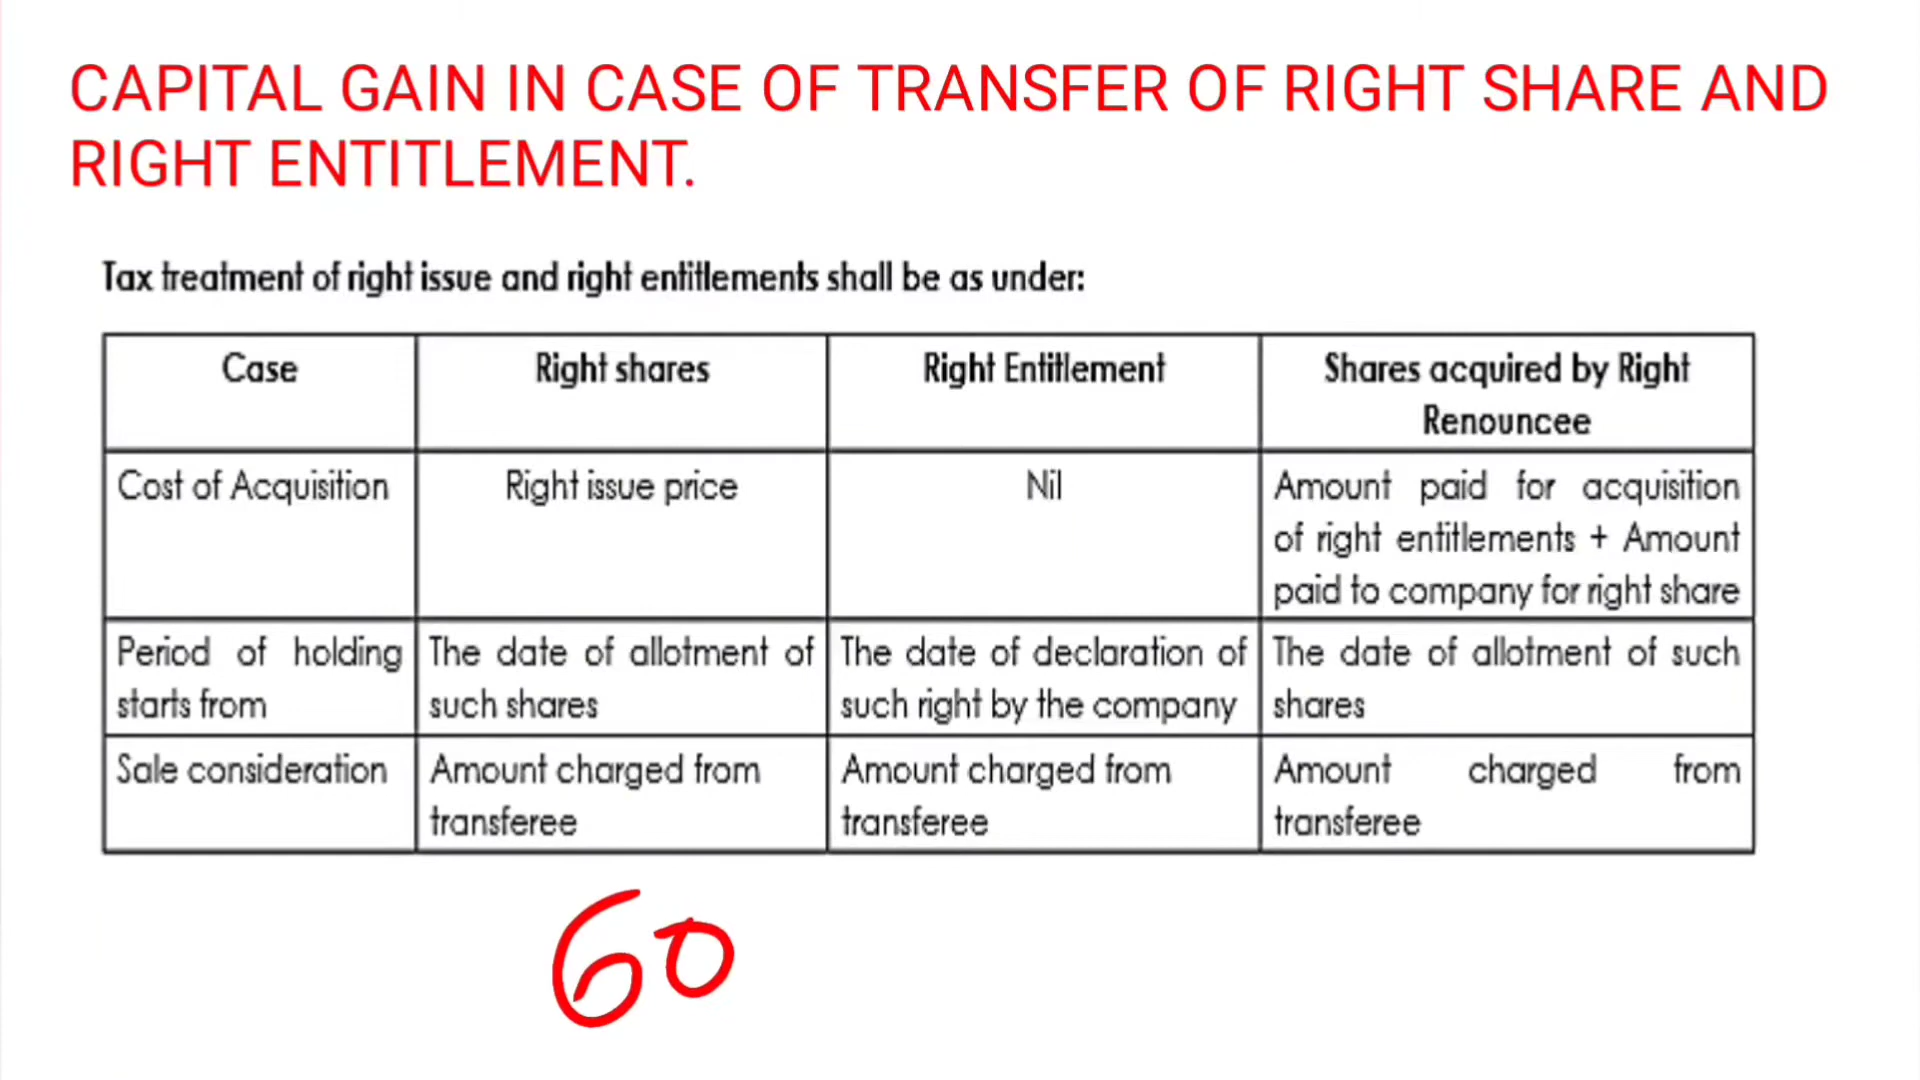 CAPITAL GAIN IN CASE OF TRANSFER OF RIGHT SHARE AND
RIGHT ENTITLEMENT.
Tax treatment of right issue and right entitlements shall be as under:
Case
Right shares
Right Entitlement
Shares acquired by Right
Renouncee
Cost of Acquisition
Right issue price
Nil
Amount paid for acquisition
of right entitlements + Amount
paid to company for right share
Period of holding
starts from
The date of allotment of
such shares
The date of declaration of
such right by the company
The date of allotment of such
shares
Sale consideration
Amount charged from
transferee
Amount charged from
transferee
Amount charged from
transferee
60